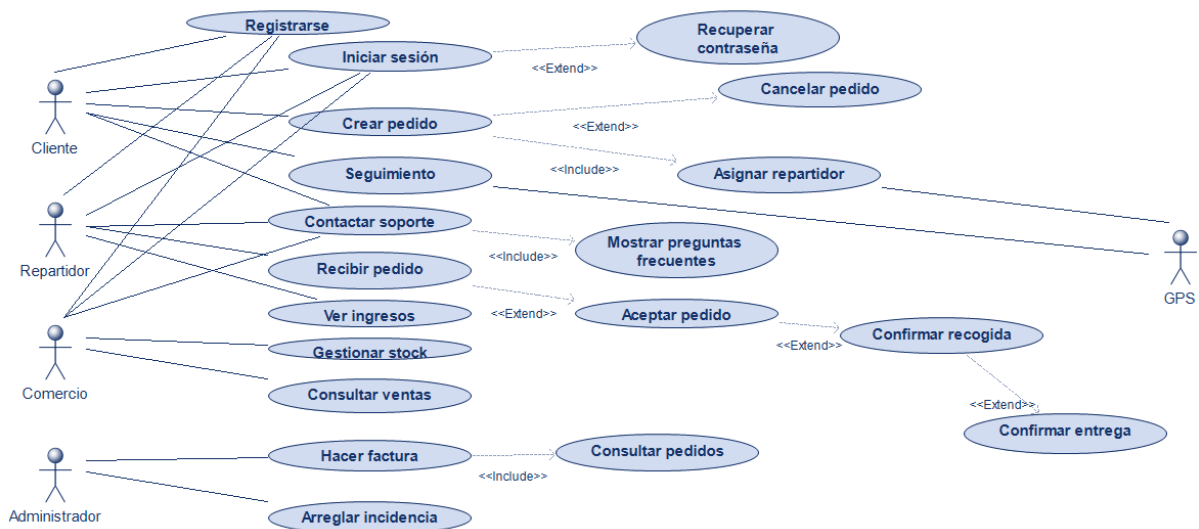 Registrarse
Iniciar sesión
Recuperar
contraseña
<<Extend>>
Cancelar pedido
Crear pedido
<<Extend>>
Cliente
<<Include>>
Seguimiento
Asignar repartidor
Contactar soporte
Mostrar preguntas
frecuentes
<<Include>>
Repartidor
Recibir pedido
GPS
Ver ingresos
<<Extend>>
Aceptar pedido
Confirmar recogida
<<Extend>>
Gestionar stock
Comercio
Consultar ventas
<<Extend>>
Confirmar entrega
Hacer factura
Consultar pedidos
<<Include>>
Administrador
Arreglar incidencia